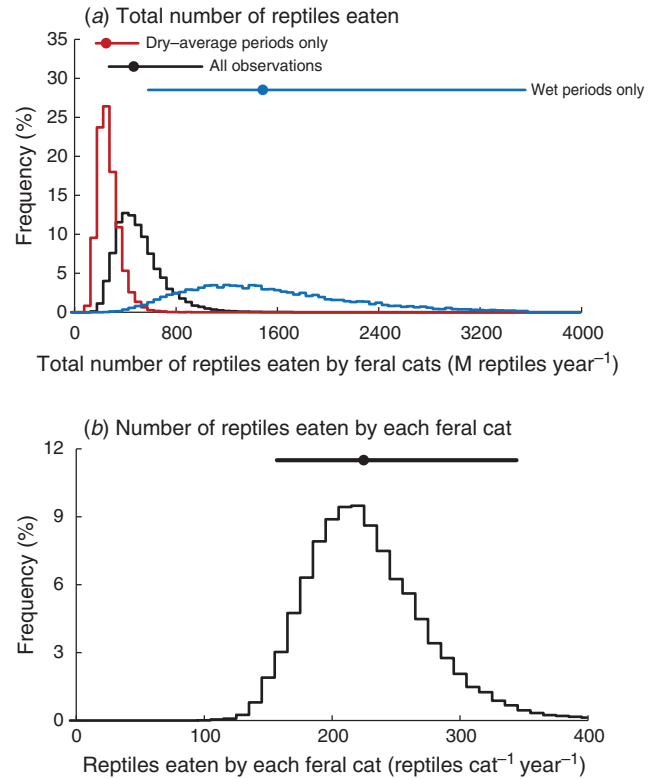 (a) Total number of reptiles eaten
Dry–average periods only
All observations
Wet periods only
35
30
25
20
15
10
5
0
Frequency (%)
0 800 1600 2400 3200 4000
Total number of reptiles eaten by feral cats (M reptiles year⁻¹)
(b) Number of reptiles eaten by each feral cat
12
9
6
3
0
Frequency (%)
0 100 200 300 400
Reptiles eaten by each feral cat (reptiles cat⁻¹ year⁻¹)